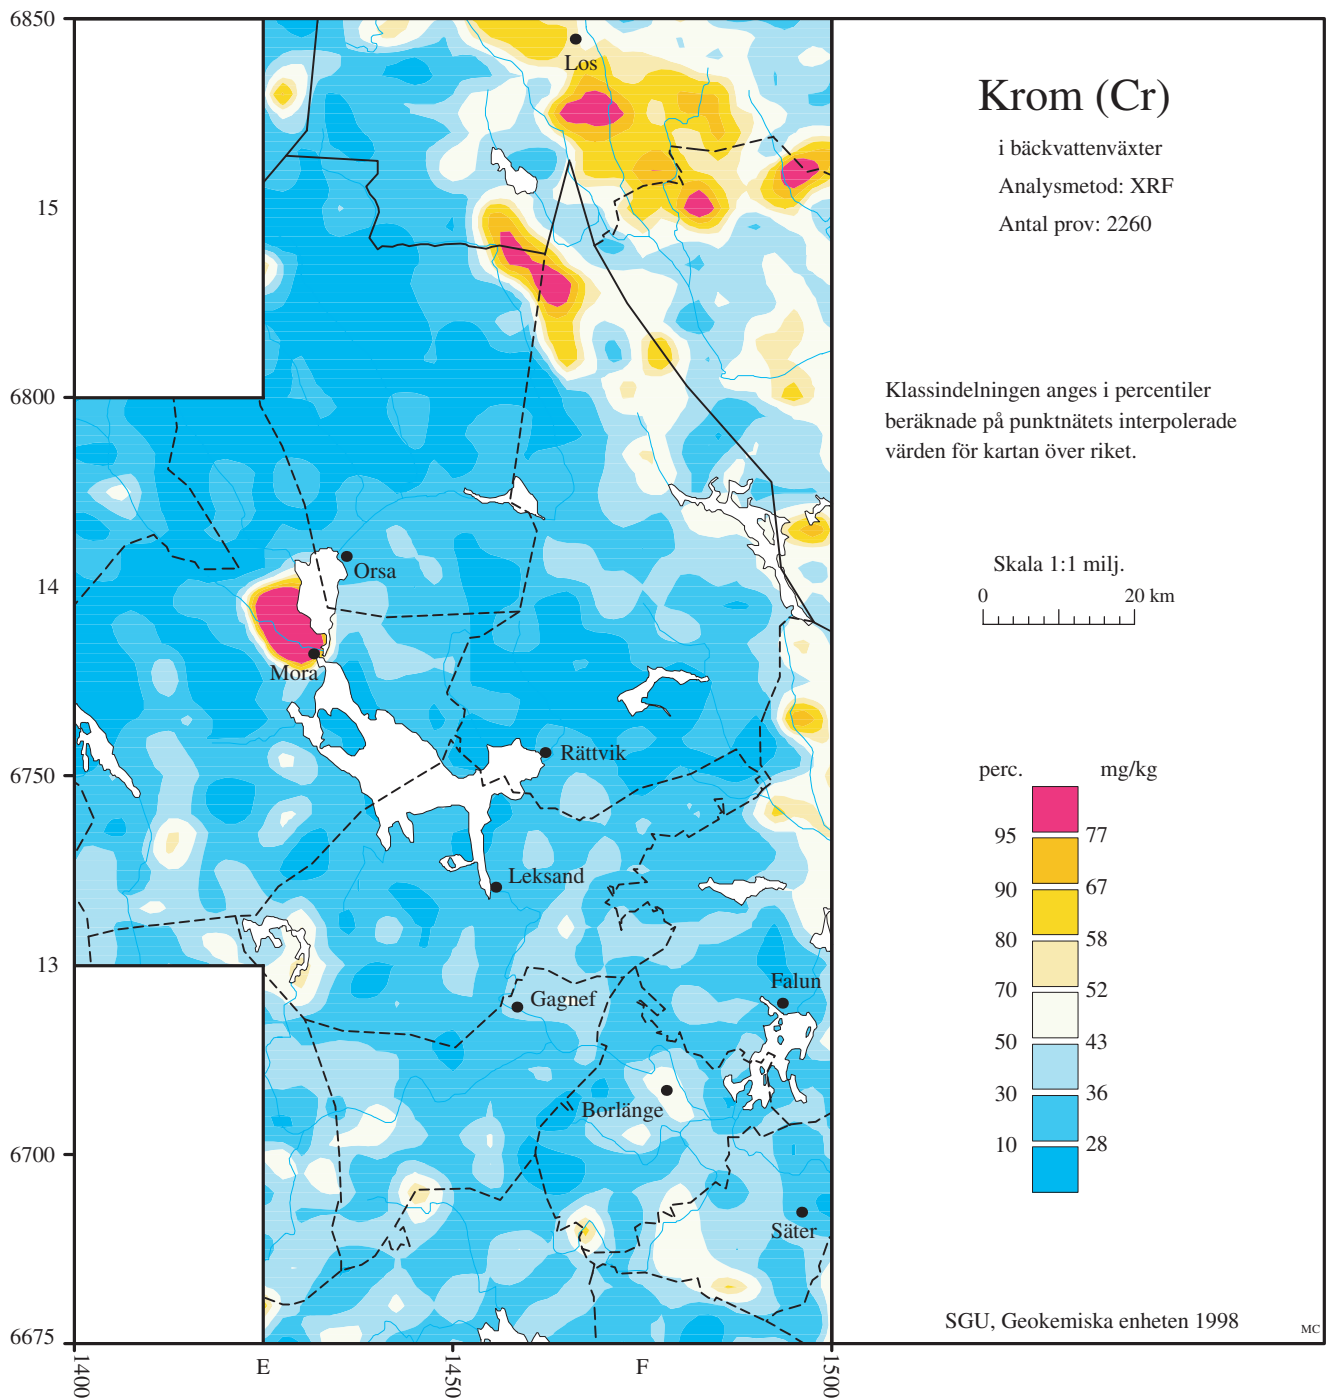 6850
15
6800
14
6750
13
6700
6675
1400
E
1450
F
1500
Los
Orsa
Mora
Rättvik
Leksand
Gagnef
Falun
Borlänge
Säter
Krom (Cr)
i bäckvattenväxter
Analysmetod: XRF
Antal prov: 2260
Klassindelningen anges i percentiler
beräknade på punktnätets interpolerade
värden för kartan över riket.
Skala 1:1 milj.
0 20 km
perc. mg/kg
95 77
90 67
80 58
70 52
50 43
30 36
10 28
SGU, Geokemiska enheten 1998
MC